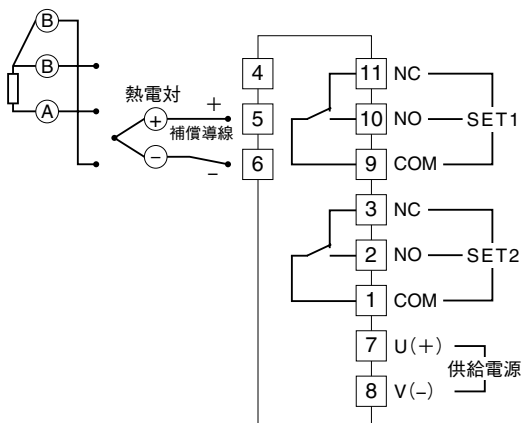 B
B
A
熱電対
+
+
補償導線
−
−
4
5
6
11 NC
10 NO SET1
9 COM
3 NC
2 NO SET2
1 COM
7 U(+)
供給電源
8 V(−)